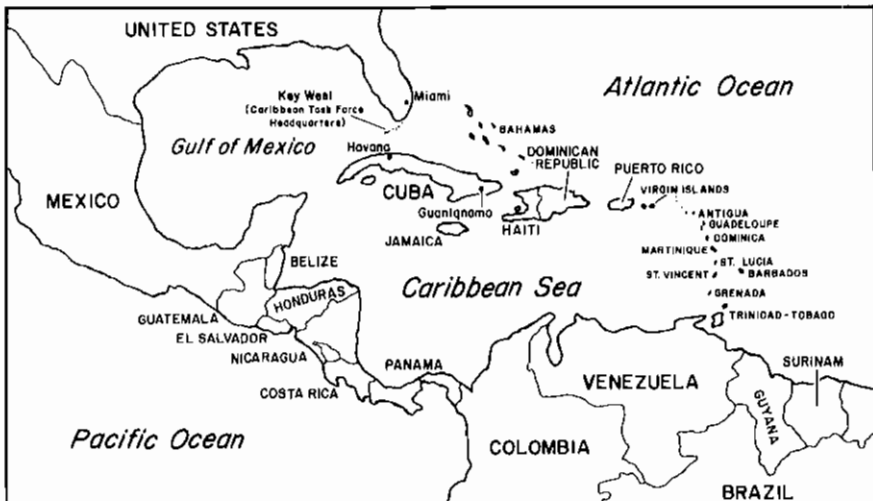 UNITED STATES
Atlantic Ocean
Key West
(Caribbean Task Force
Headquarters)
Miami
Gulf of Mexico
BAHAMAS
Havana
DOMINICAN
REPUBLIC
PUERTO RICO
MEXICO
CUBA
VIRGIN ISLANDS
Guantqnamo
ANTIGUA
HAITI
GUADELOUPE
JAMAICA
DOMINICA
MARTINIQUE
BELIZE
ST. LUCIA
ST. VINCENT
BARBADOS
Caribbean Sea
HONDURAS
GRENADA
GUATEMALA
TRINIDAD-TOBAGO
EL SALVADOR
NICARAGUA
PANAMA
SURINAM
COSTA RICA
VENEZUELA
GUYANA
Pacific Ocean
COLOMBIA
BRAZIL